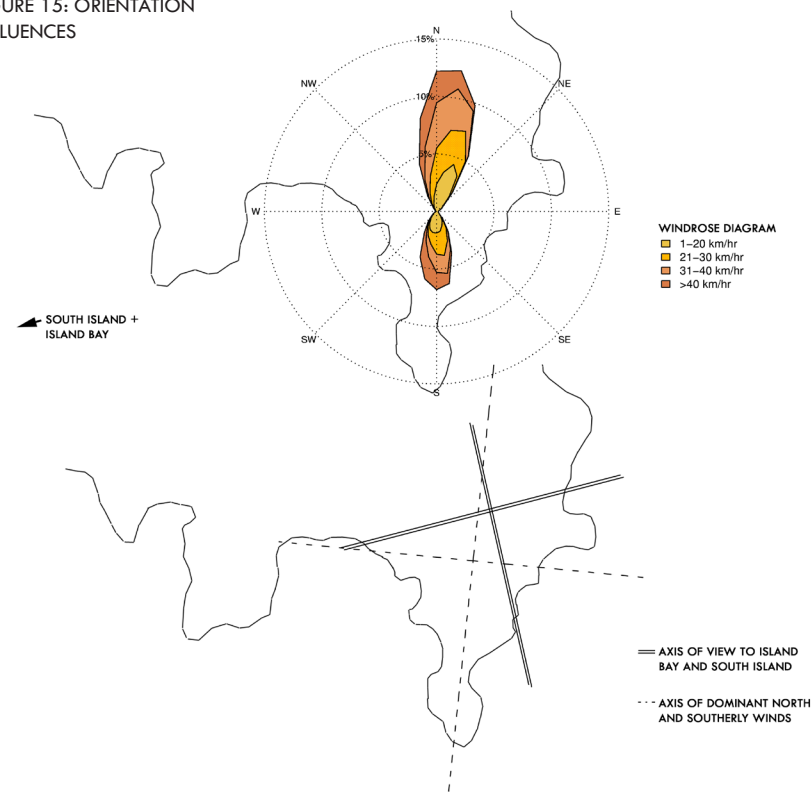 URE 15: ORIENTATION
LUENCES
N
15%
NW
NE
10%
5%
W
E
WINDROSE DIAGRAM
1–20 km/hr
21–30 km/hr
31–40 km/hr
>40 km/hr
SOUTH ISLAND +
ISLAND BAY
SW
SE
S
AXIS OF VIEW TO ISLAND
BAY AND SOUTH ISLAND
AXIS OF DOMINANT NORTH
AND SOUTHERLY WINDS